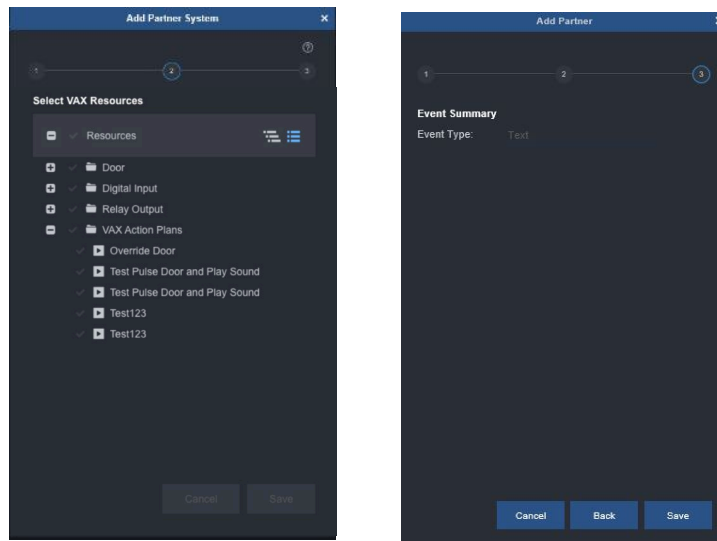 Add Partner System
1
2
3
Select VAX Resources
Resources
Door
Digital Input
Relay Output
VAX Action Plans
Override Door
Test Pulse Door and Play Sound
Test Pulse Door and Play Sound
Test123
Test123
Cancel Save
Add Partner
1
2
3
Event Summary
Event Type: Text
Cancel Back Save